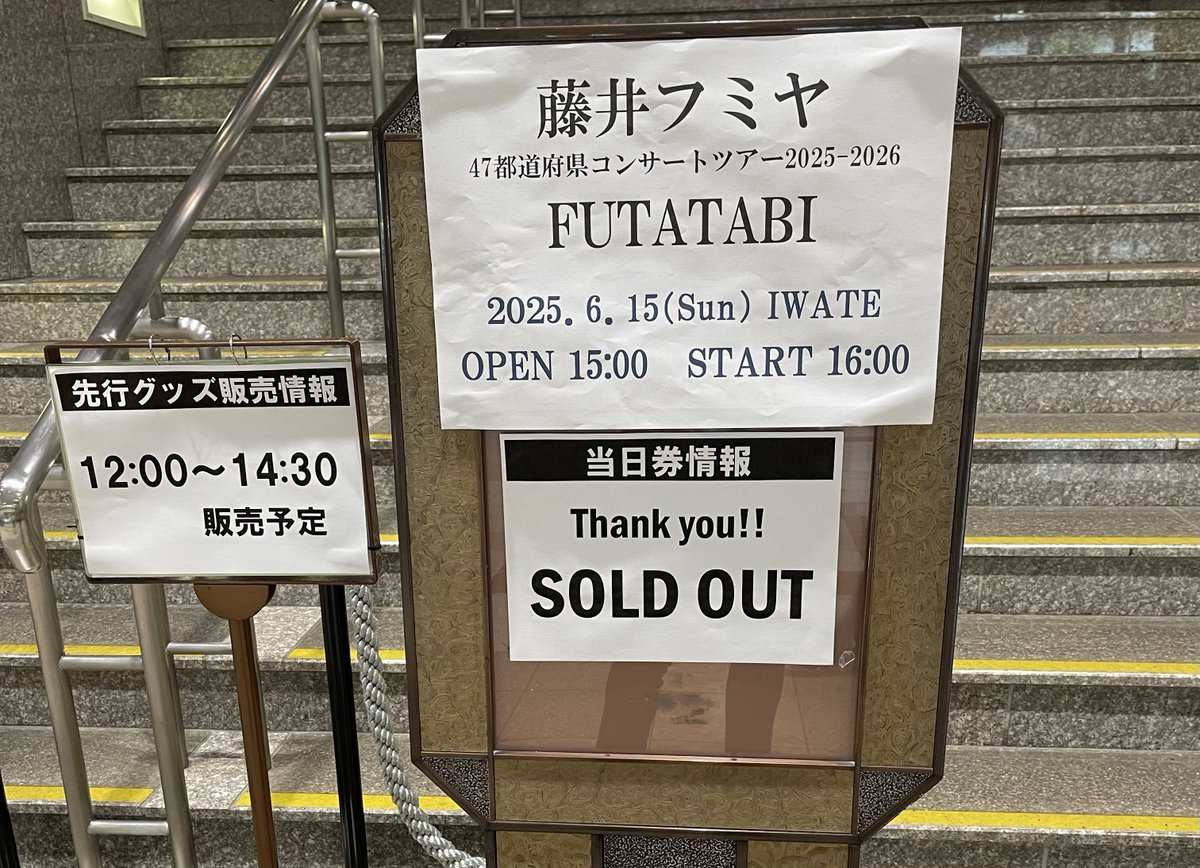 藤井フミヤ
47都道府県コンサートツアー2025-2026
FUTATABI
2025.6.15(Sun) IWATE
OPEN 15:00 START 16:00
先行グッズ販売情報
12:00～14:30
販売予定
当日券情報
Thank you!!
SOLD OUT